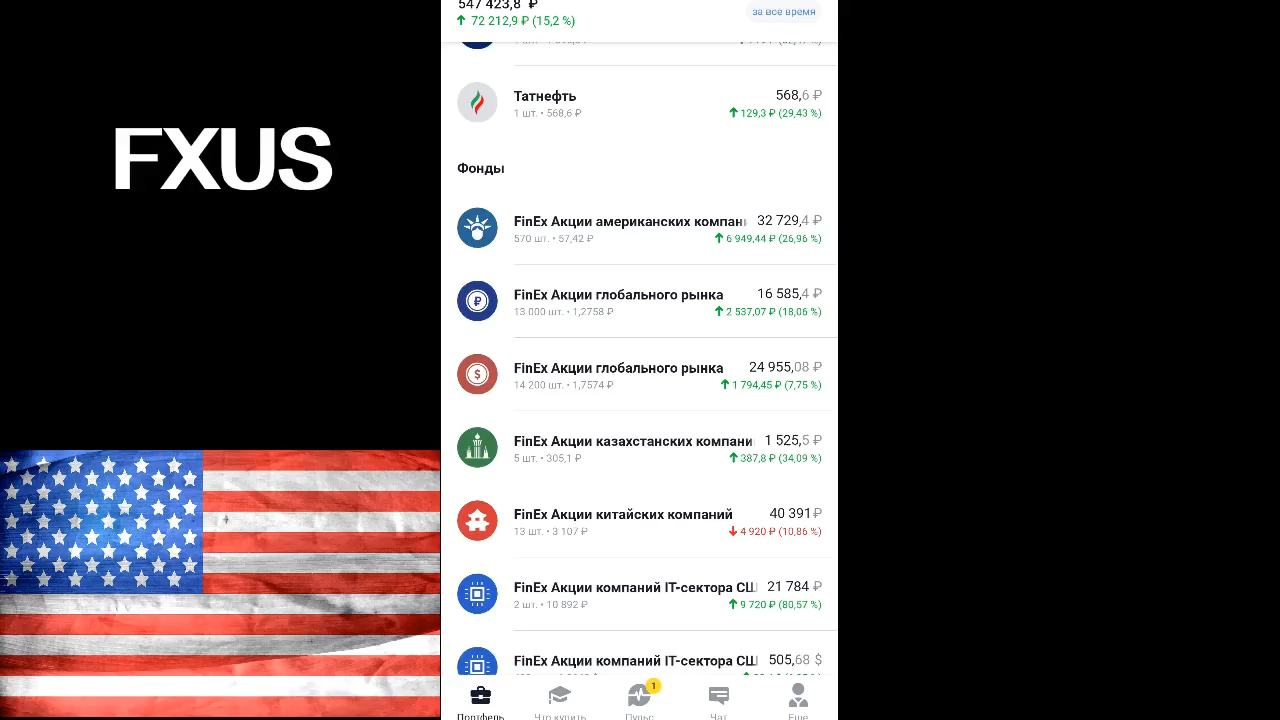 FXUS
547 423,8 ₽
72 212,9 ₽ (15,2 %)
за все время
Татнефть
568,6 ₽
1 шт. • 568,6 ₽
129,3 ₽ (29,43 %)
Фонды
FinEx Акции американских компан
32 729,4 ₽
570 шт. • 57,42 ₽
6 949,44 ₽ (26,96 %)
FinEx Акции глобального рынка
16 585,4 ₽
13 000 шт. • 1,2758 ₽
2 537,07 ₽ (18,06 %)
FinEx Акции глобального рынка
24 955,08 ₽
14 200 шт. • 1,7574 ₽
1 794,45 ₽ (7,75 %)
FinEx Акции казахстанских компани
1 525,5 ₽
5 шт. • 305,1 ₽
387,8 ₽ (34,09 %)
FinEx Акции китайских компаний
40 391 ₽
13 шт. • 3 107 ₽
4 920 ₽ (10,86 %)
FinEx Акции компаний IT-сектора СШ
21 784 ₽
2 шт. • 10 892 ₽
9 720 ₽ (80,57 %)
FinEx Акции компаний IT-сектора СШ
505,68 $
1
Портфель
Что купить
Пульс
Чат
Еще